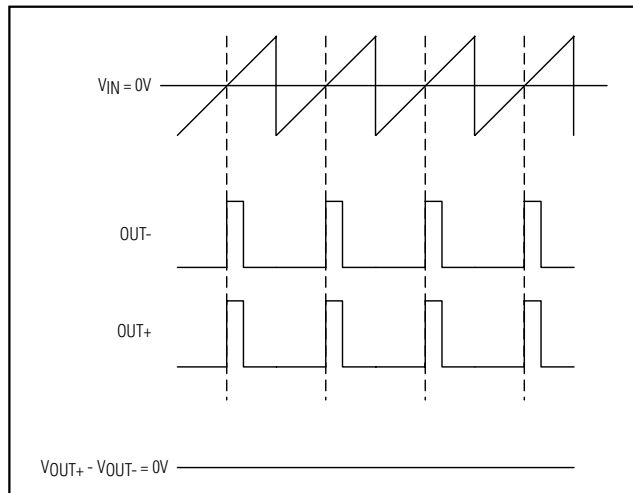 VIN = 0V
OUT-
OUT+
VOUT+ - VOUT- = 0V